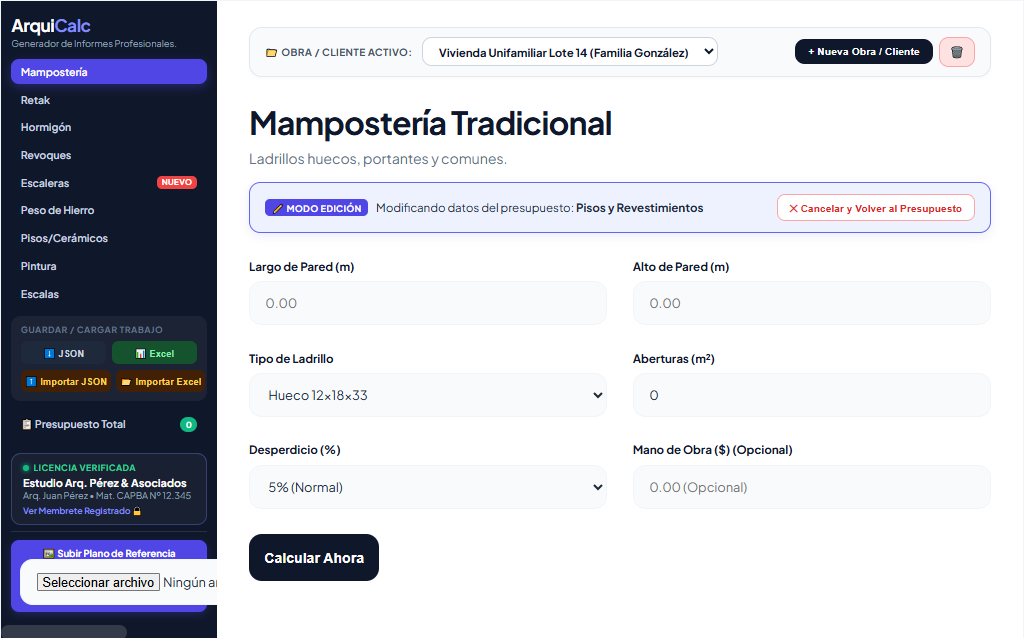 ArquiCalc
Generador de Informes Profesionales.
Mampostería
Retak
Hormigón
Revoques
Escaleras NUEVO
Peso de Hierro
Pisos/Cerámicos
Pintura
Escalas
GUARDAR / CARGAR TRABAJO
JSON Excel
Importar JSON Importar Excel
Presupuesto Total 0
LICENCIA VERIFICADA
Estudio Arq. Pérez & Asociados
Arq. Juan Pérez • Mat. CAPBA Nº 12.345
Ver Membrete Registrado
Subir Plano de Referencia
Seleccionar archivo Ningún ar
OBRA / CLIENTE ACTIVO: Vivienda Unifamiliar Lote 14 (Familia González) + Nueva Obra / Cliente
Mampostería Tradicional
Ladrillos huecos, portantes y comunes.
MODO EDICIÓN Modificando datos del presupuesto: Pisos y Revestimientos Cancelar y Volver al Presupuesto
Largo de Pared (m) Alto de Pared (m)
0.00 0.00
Tipo de Ladrillo Aberturas (m²)
Hueco 12×18×33 0
Desperdicio (%) Mano de Obra ($) (Opcional)
5% (Normal) 0.00 (Opcional)
Calcular Ahora